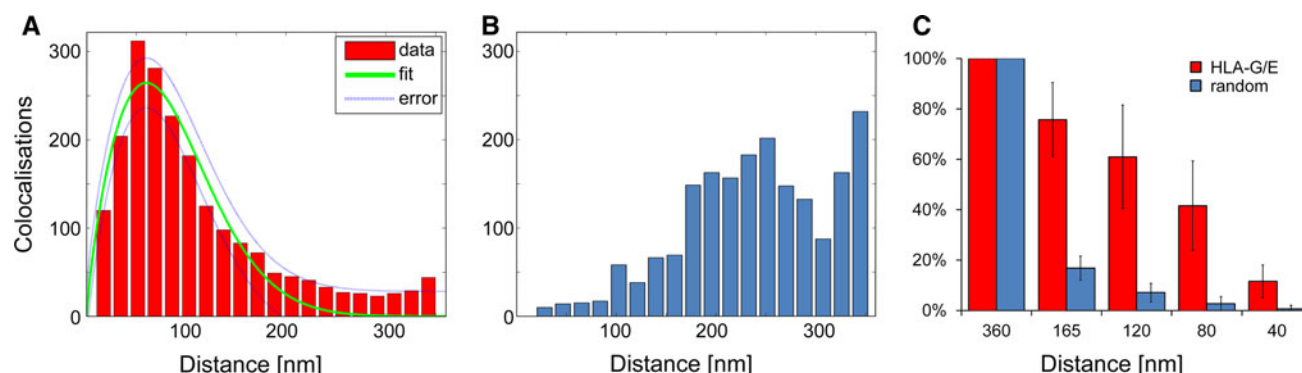 A
300
200
100
0
Colocalisations
data
fit
error
100
200
300
Distance [nm]
B
300
200
100
0
100
200
300
Distance [nm]
C
100%
80%
60%
40%
20%
0%
HLA-G/E
random
360
165
120
80
40
Distance [nm]